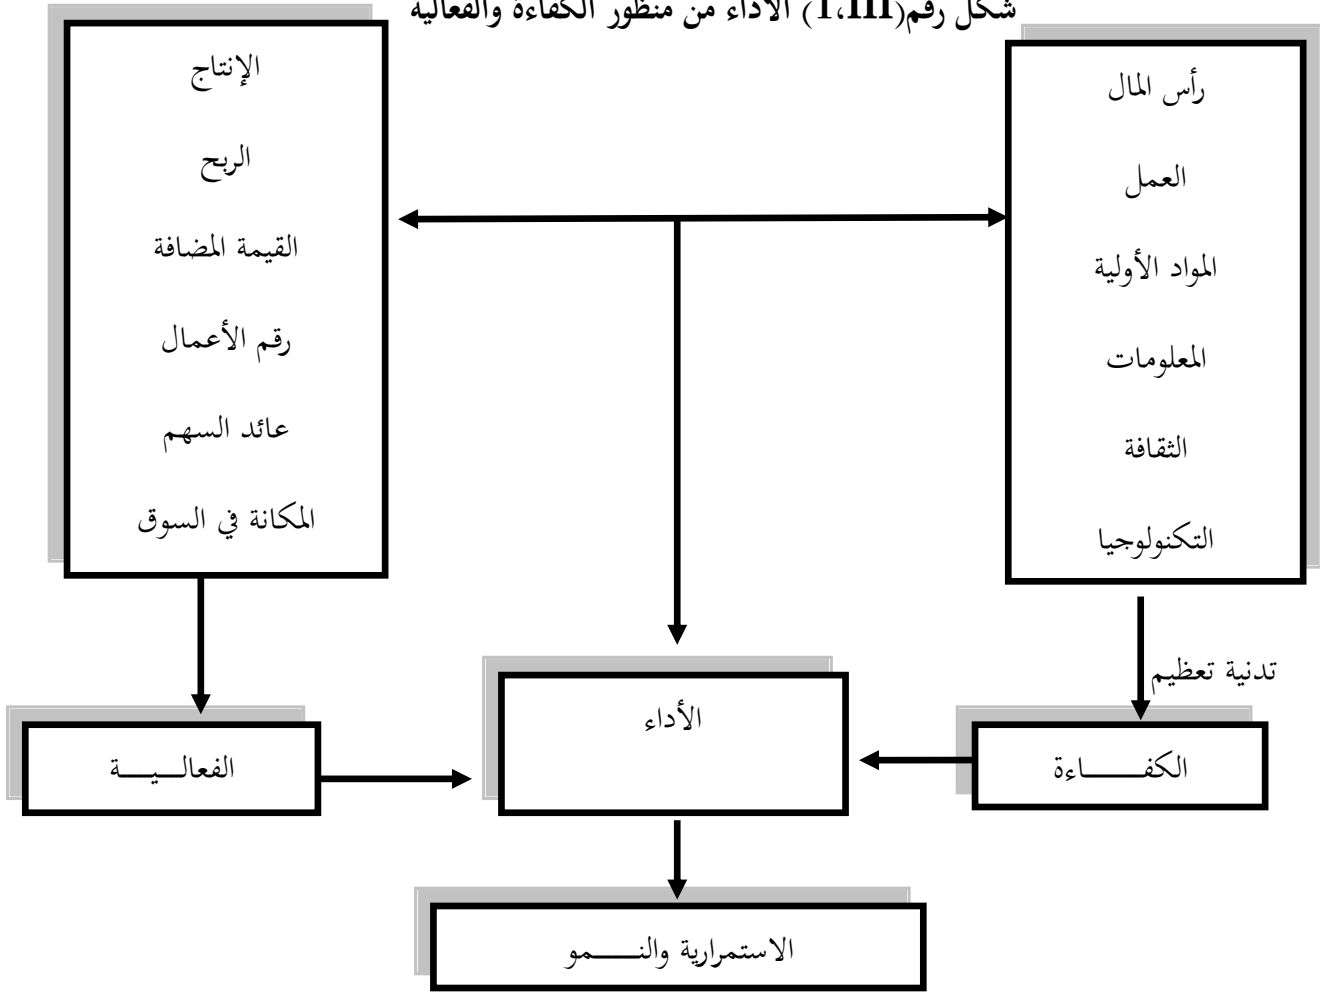 شكل رقم(1،III) الأداء من منظور الكفاءة والفعالية
رأس المال
العمل
المواد الأولية
المعلومات
الثقافة
التكنولوجيا
الإنتاج
الربح
القيمة المضافة
رقم الأعمال
عائد السهم
المكانة في السوق
تدنية تعظيم
الكفـــــاءة
الأداء
الفعالـــيـــــة
الاستمرارية والنـــــمو